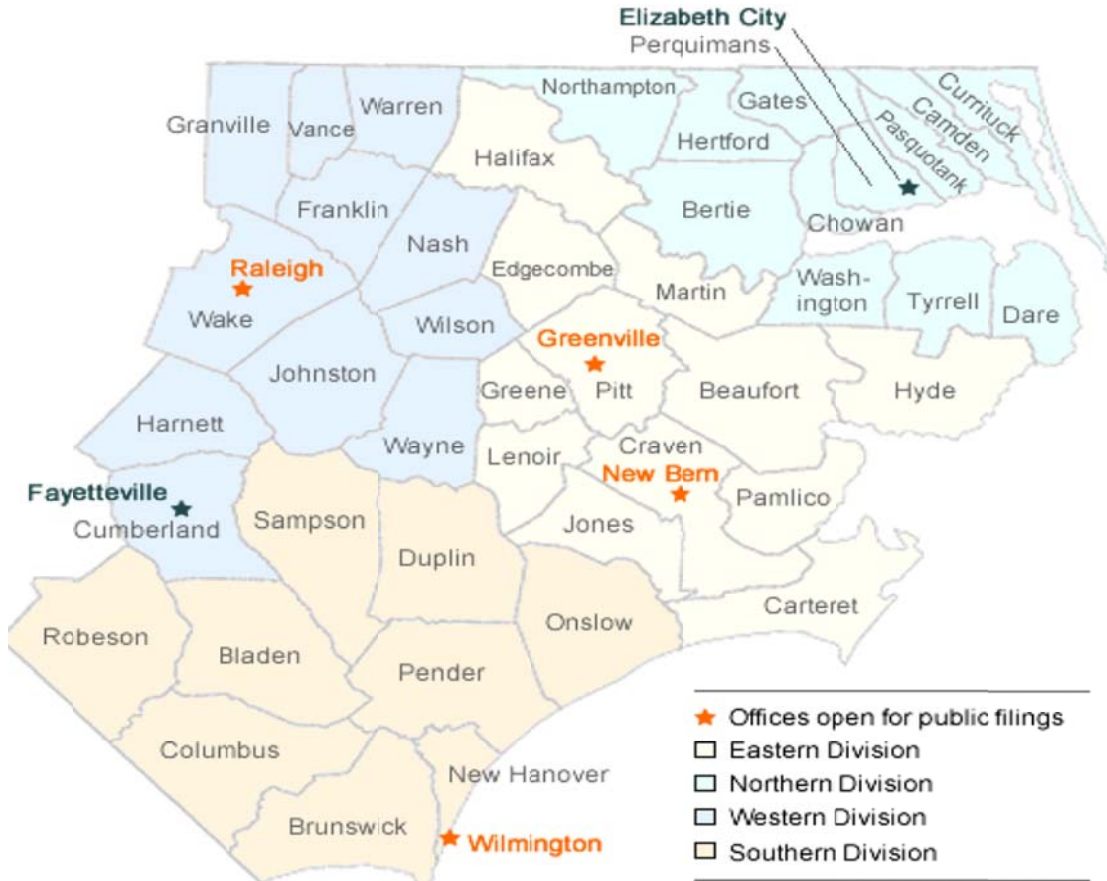 Elizabeth City
Perquimans
Northampton
Gates
Currituck
Camden
Pasquotank
Warren
Granville
Vance
Hertford
Halifax
Franklin
Bertie
Chowan
Nash
Edgecombe
Raleigh
Martin
Wash-
ington
Tyrrell
Dare
Wake
Wilson
Greenville
Johnston
Greene
Pitt
Beaufort
Hyde
Harnett
Wayne
Lenoir
Craven
New Bern
Fayetteville
Cumberland
Sampson
Pamlico
Jones
Duplin
Carteret
Robeson
Bladen
Onslow
Pender
Columbus
New Hanover
Brunswick
Wilmington
Offices open for public filings
Eastern Division
Northern Division
Western Division
Southern Division